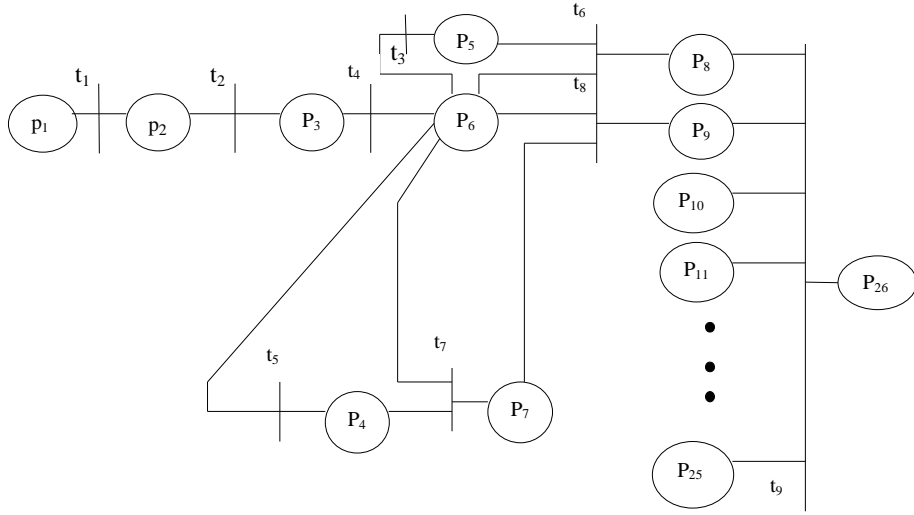 t₆
P₅
t₃
P₈
t₁
t₂
t₄
t₈
p₁
p₂
P₃
P₆
P₉
P₁₀
P₁₁
P₂₆
t₇
t₅
P₇
P₄
P₂₅
t₉